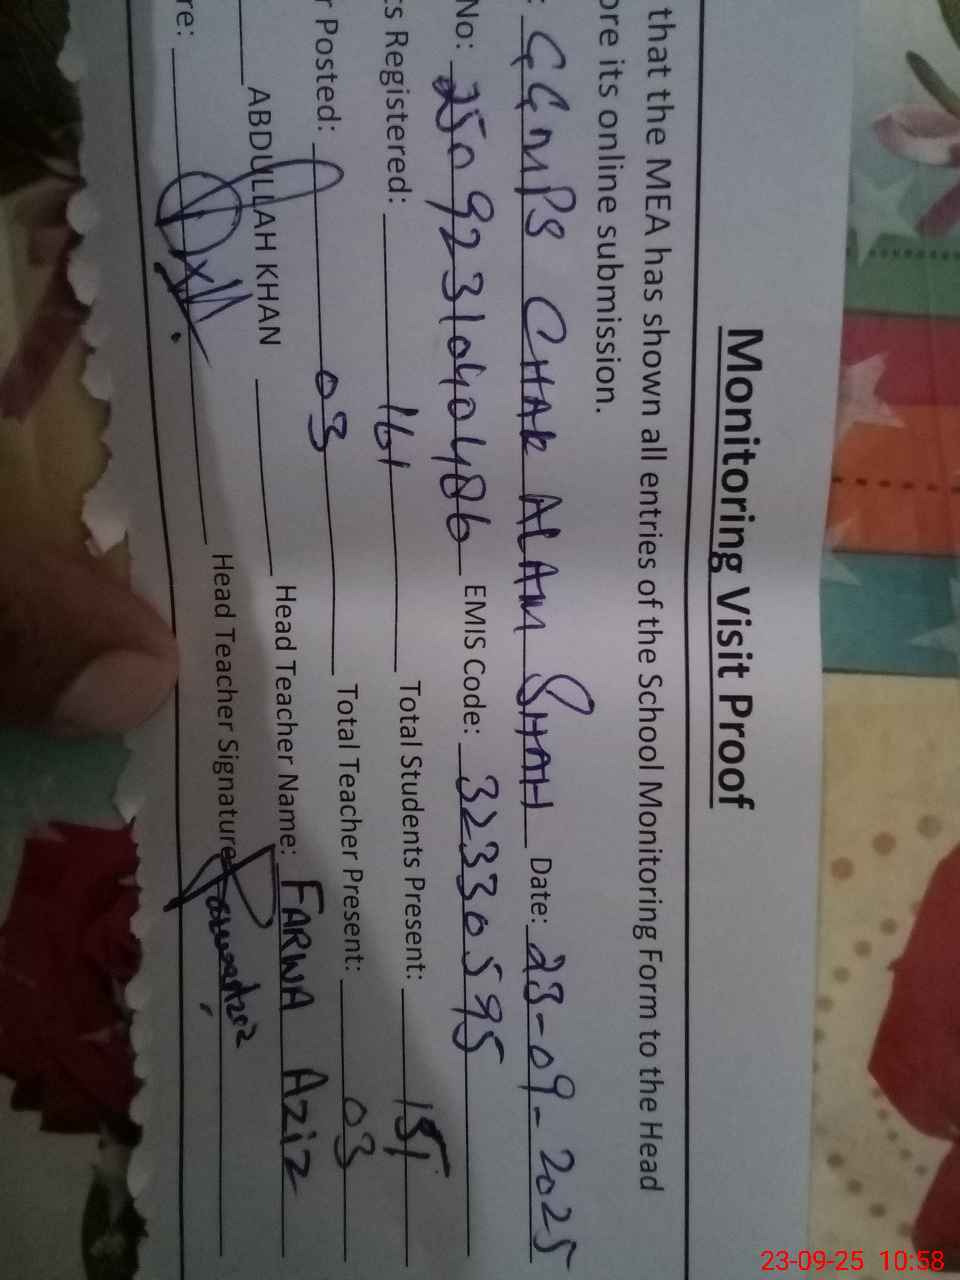 Monitoring Visit Proof
that the MEA has shown all entries of the School Monitoring Form to the Head
ore its online submission.
: GGMPS CHAK ALAM SHAH Date: 23-09-2025
No: 2509231040486 EMIS Code: 32330595
ts Registered: 161 Total Students Present: 151
r Posted: 03 Total Teacher Present: 03
ABDULLAH KHAN Head Teacher Name: FARWA AZIZ
re: Head Teacher Signature
23-09-25 10:58